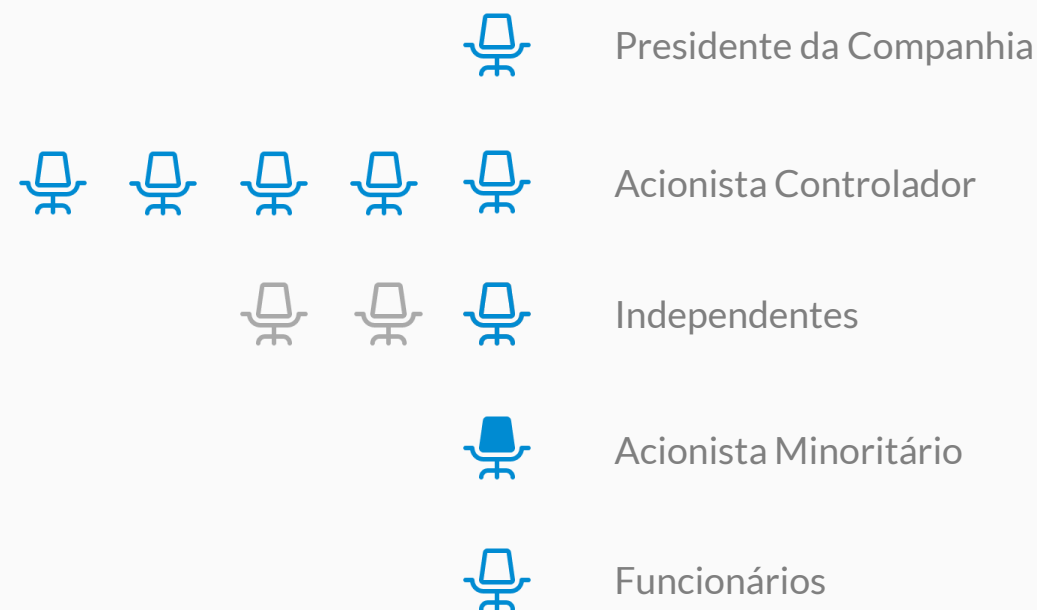 Presidente da Companhia
Acionista Controlador
Independentes
Acionista Minoritário
Funcionários